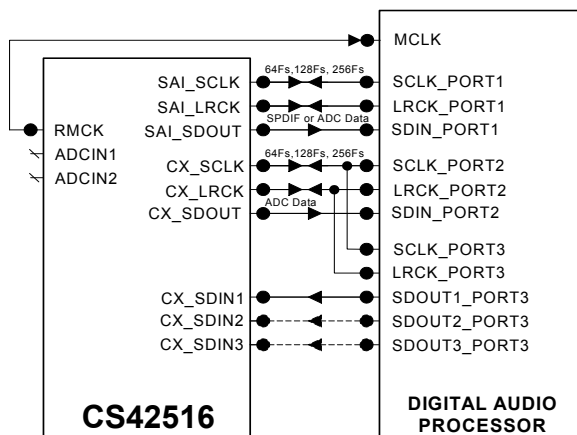 MCLK
64Fs,128Fs, 256Fs
SAI_SCLK
SCLK_PORT1
SAI_LRCK
LRCK_PORT1
SPDIF or ADC Data
RMCK
SAI_SDOUT
SDIN_PORT1
ADCIN1
64Fs,128Fs, 256Fs
CX_SCLK
SCLK_PORT2
ADCIN2
CX_LRCK
LRCK_PORT2
ADC Data
CX_SDOUT
SDIN_PORT2
SCLK_PORT3
LRCK_PORT3
CX_SDIN1
SDOUT1_PORT3
CX_SDIN2
SDOUT2_PORT3
CX_SDIN3
SDOUT3_PORT3
CS42516
DIGITAL AUDIO
PROCESSOR